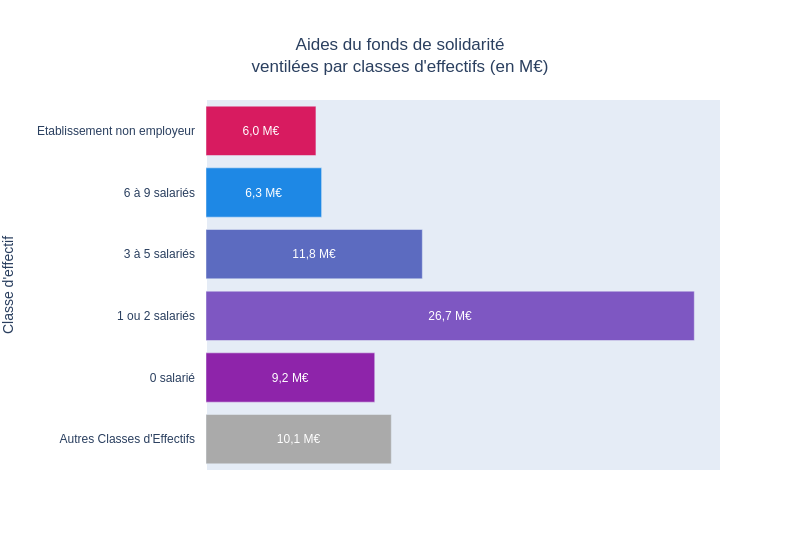 Aides du fonds de solidarité
ventilées par classes d'effectifs (en M€)
Classe d'effectif
Etablissement non employeur
6,0 M€
6 à 9 salariés
6,3 M€
3 à 5 salariés
11,8 M€
1 ou 2 salariés
26,7 M€
0 salarié
9,2 M€
Autres Classes d'Effectifs
10,1 M€